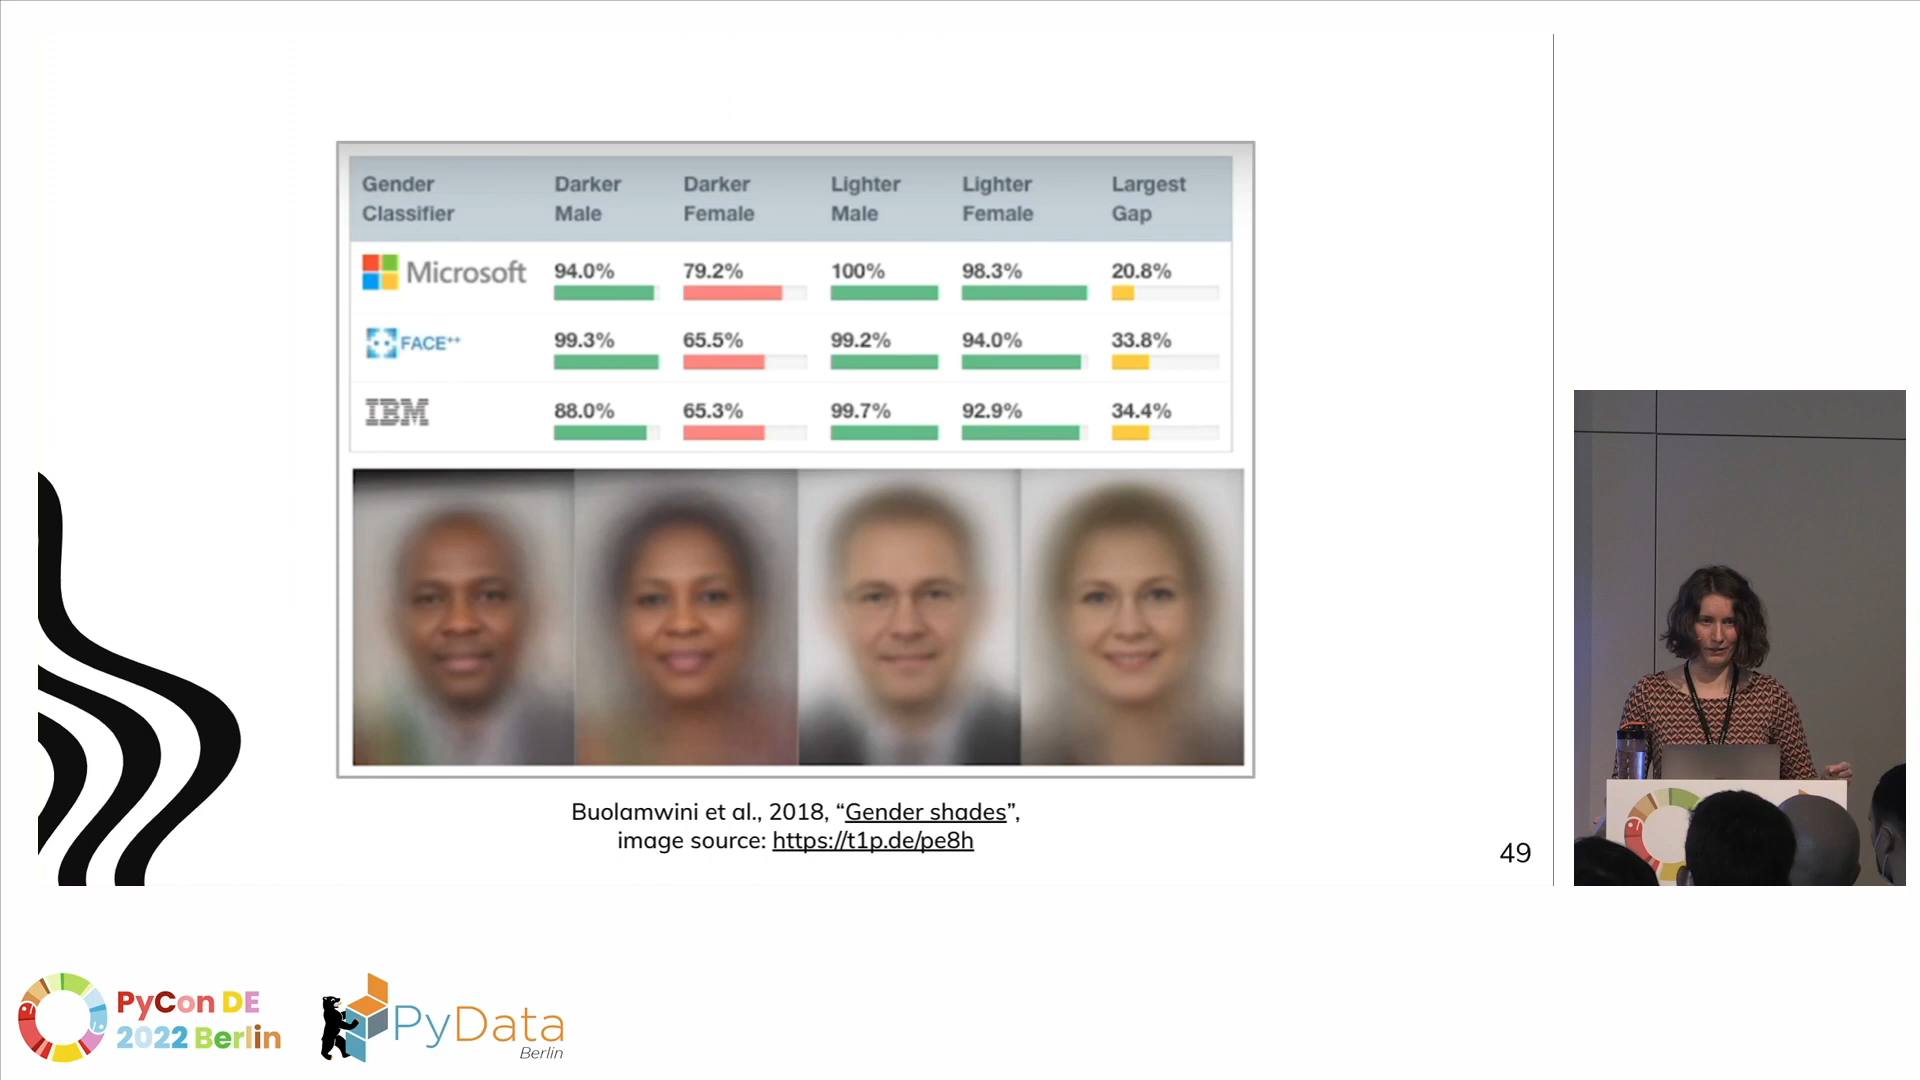 Gender Classifier Darker Male Darker Female Lighter Male Lighter Female Largest Gap
Microsoft 94.0% 79.2% 100% 98.3% 20.8%
FACE++ 99.3% 65.5% 99.2% 94.0% 33.8%
IBM 88.0% 65.3% 99.7% 92.9% 34.4%
Buolamwini et al., 2018, “Gender shades”,
image source: https://t1p.de/pe8h
49
PyCon DE
2022 Berlin
PyData
Berlin